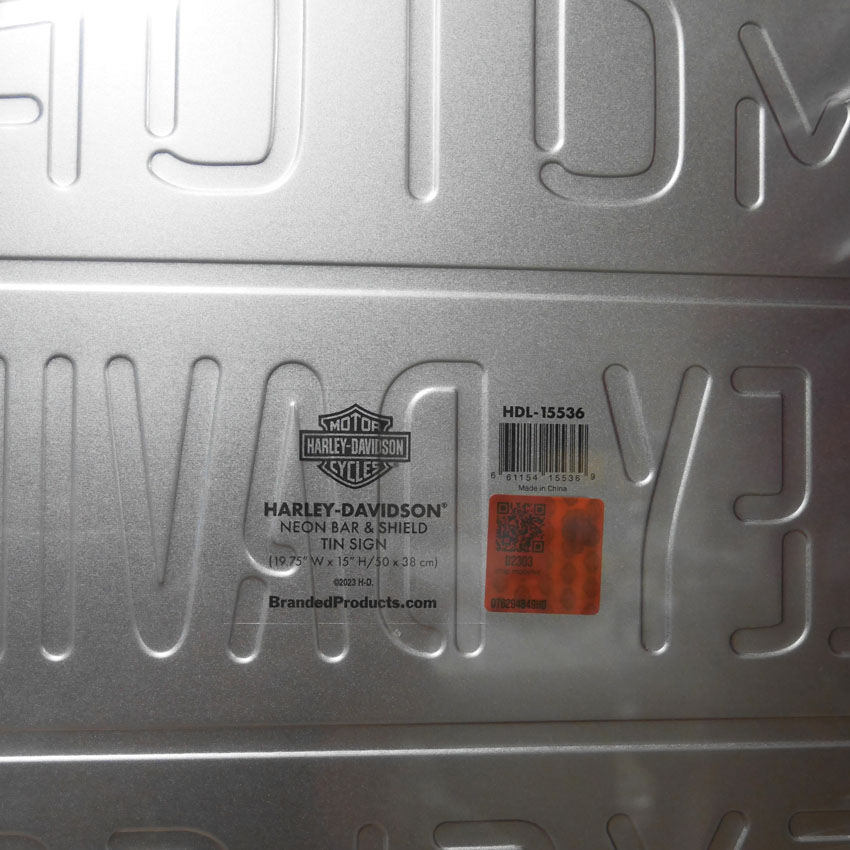 MOTOR
HARLEY-DAVIDSON
CYCLES
HARLEY-DAVIDSON®
NEON BAR & SHIELD
TIN SIGN
(19.75" W x 15" H/50 x 38 cm)
©2023 H-D.
BrandedProducts.com
HDL-15536
6 61154 15536 9
Made in China
02303